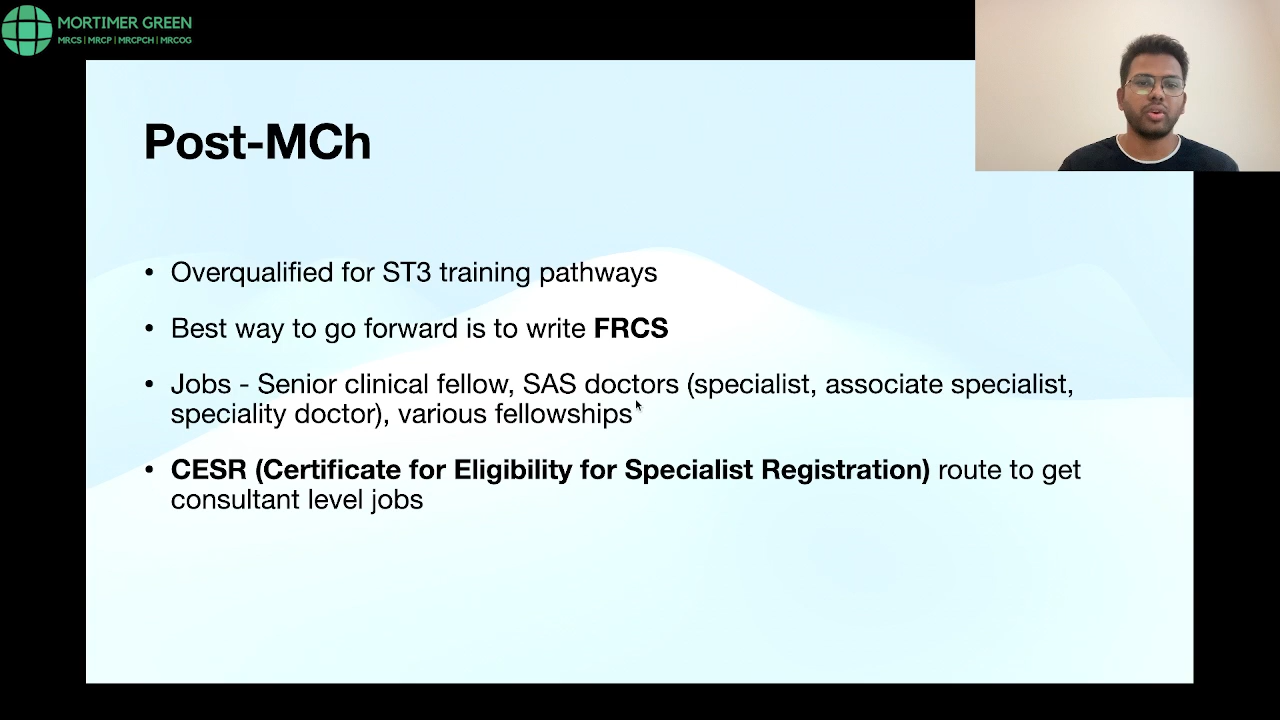 MORTIMER GREEN
MRCS | MRCP | MRCPCH | MRCOG
Post-MCh
• Overqualified for ST3 training pathways
• Best way to go forward is to write FRCS
• Jobs - Senior clinical fellow, SAS doctors (specialist, associate specialist,
speciality doctor), various fellowships
• CESR (Certificate for Eligibility for Specialist Registration) route to get
consultant level jobs